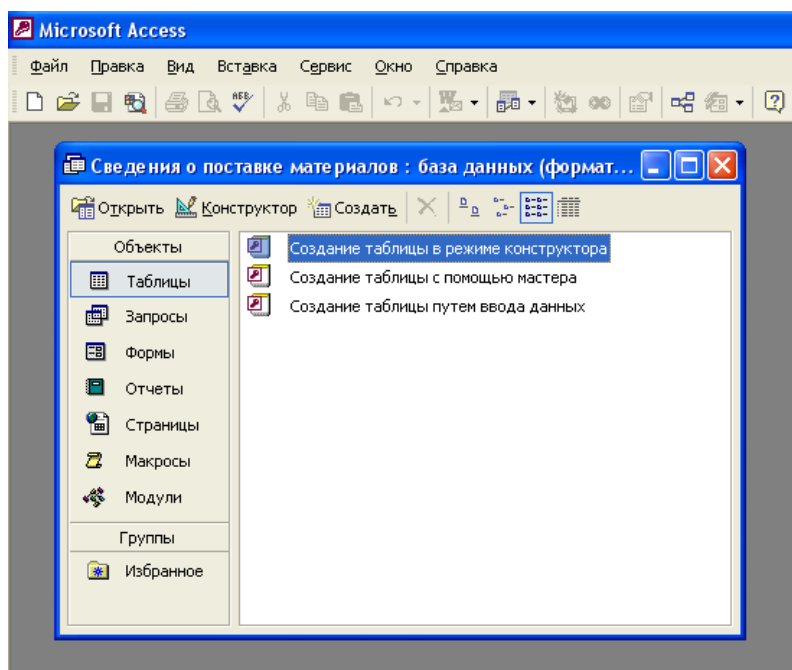 Microsoft Access
Файл Правка Вид Вставка Сервис Окно Справка
Сведения о поставке материалов : база данных (формат...
Открыть Конструктор Создать
Объекты
Таблицы
Запросы
Формы
Отчеты
Страницы
Макросы
Модули
Группы
Избранное
Создание таблицы в режиме конструктора
Создание таблицы с помощью мастера
Создание таблицы путем ввода данных